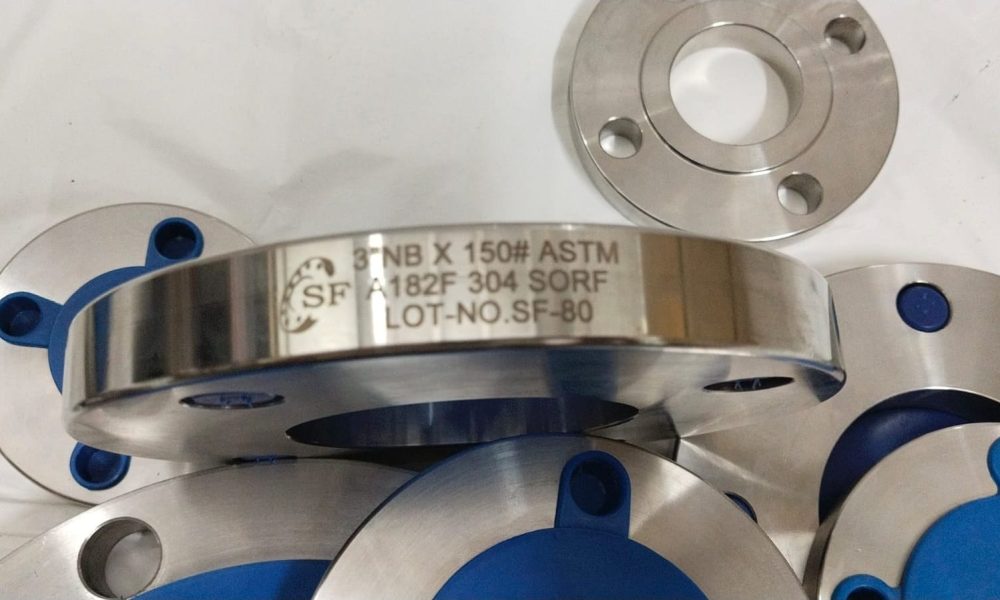 SF
3"NB X 150# ASTM
A182F 304 SORF
LOT-NO.SF-80